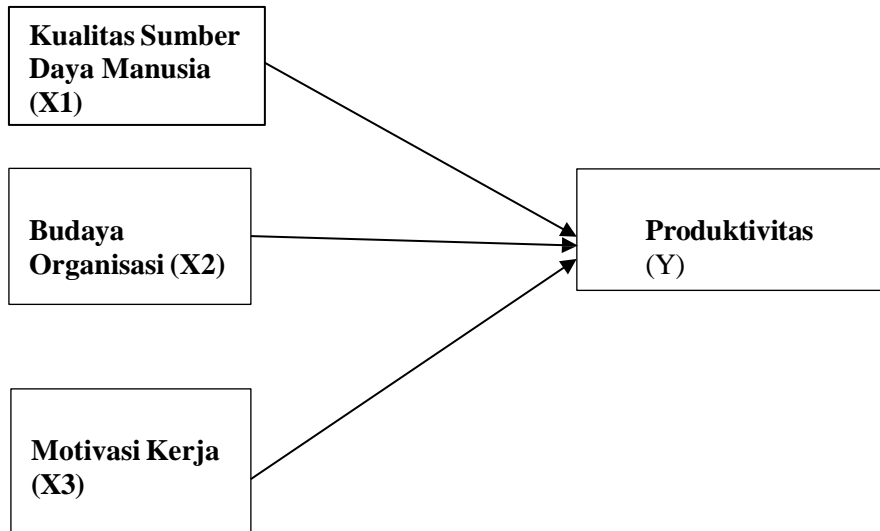 Kualitas Sumber
Daya Manusia
(X1)
Budaya
Organisasi (X2)
Produktivitas
(Y)
Motivasi Kerja
(X3)